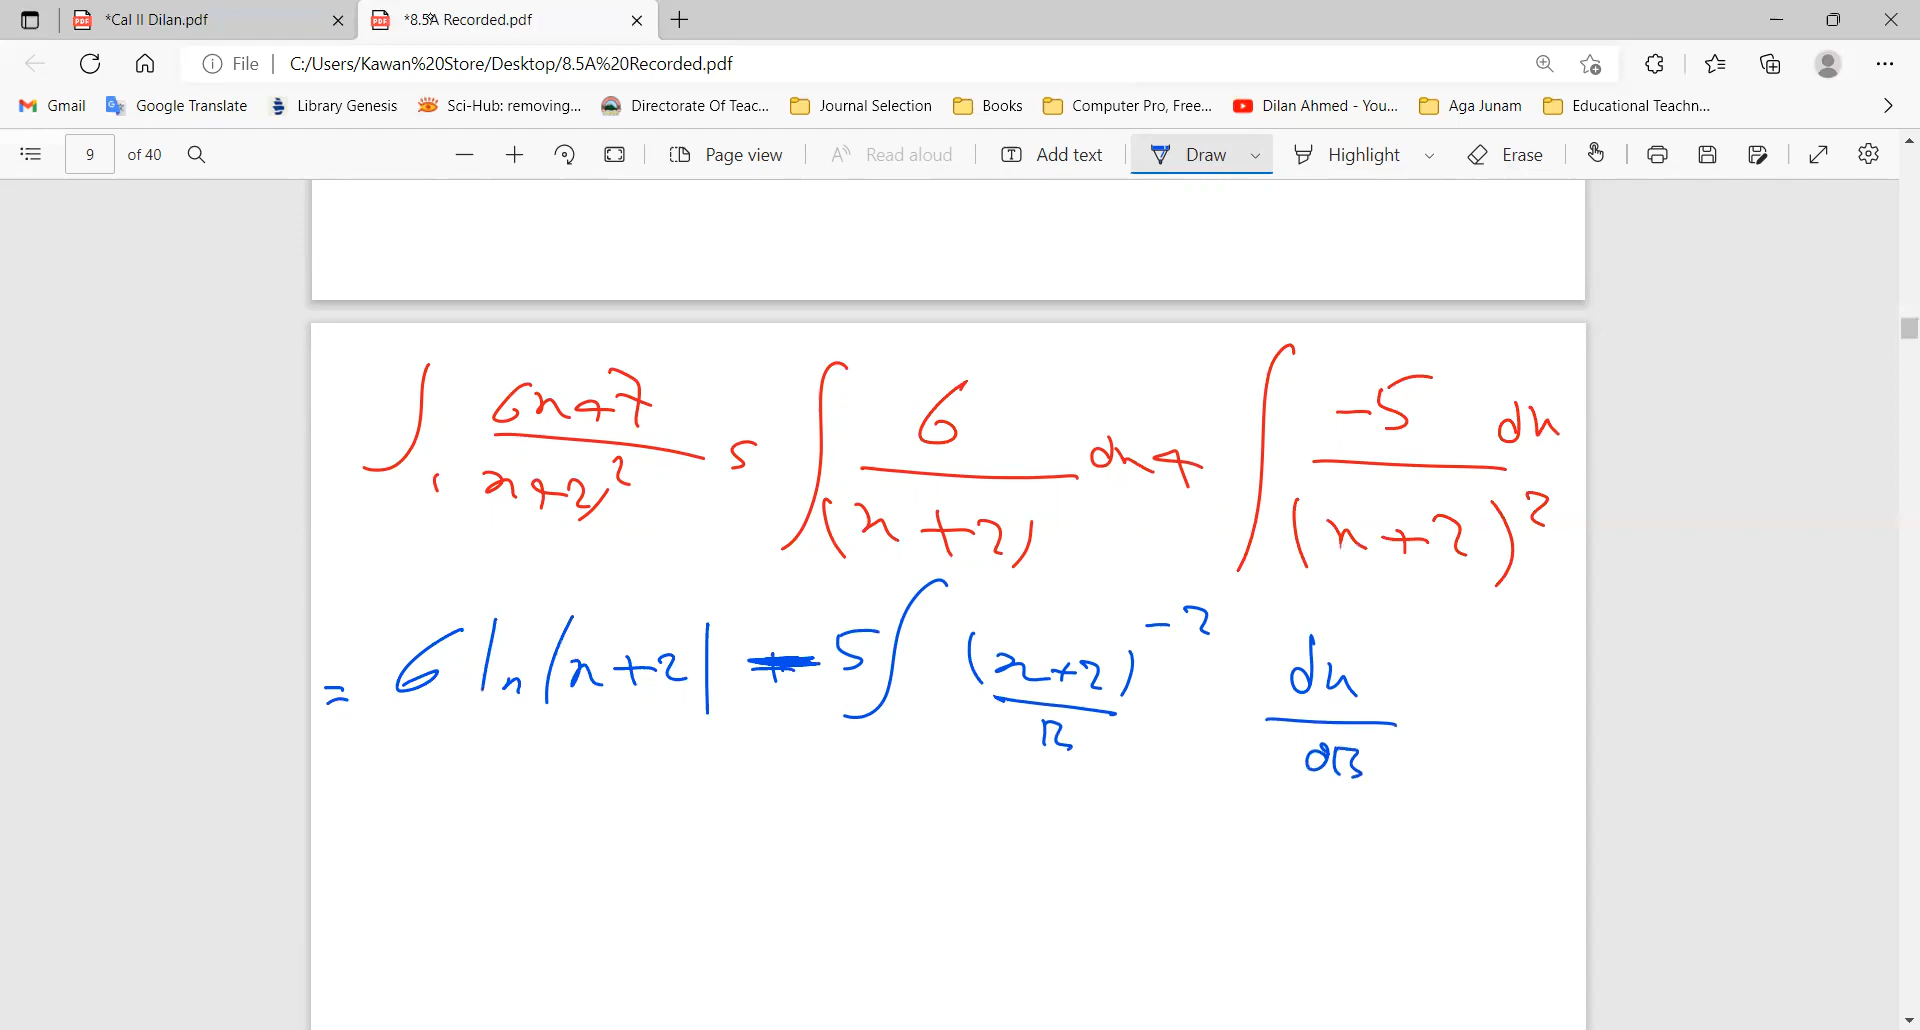 *Cal II Dilan.pdf
*8.5A Recorded.pdf
File
C:/Users/Kawan%20Store/Desktop/8.5A%20Recorded.pdf
Gmail
Google Translate
Library Genesis
Sci-Hub: removing...
Directorate Of Teac...
Journal Selection
Books
Computer Pro, Free...
Dilan Ahmed - You...
Aga Junam
Educational Teachn...
9 of 40
Page view
Read aloud
Add text
Draw
Highlight
Erase
∫ 6x+7 / (x+2)² = ∫ 6 / (x+2) dx + ∫ -5 / (x+2)² dx
= 6 ln|x+2| - 5 ∫ (x+2)⁻² dx
B
dB